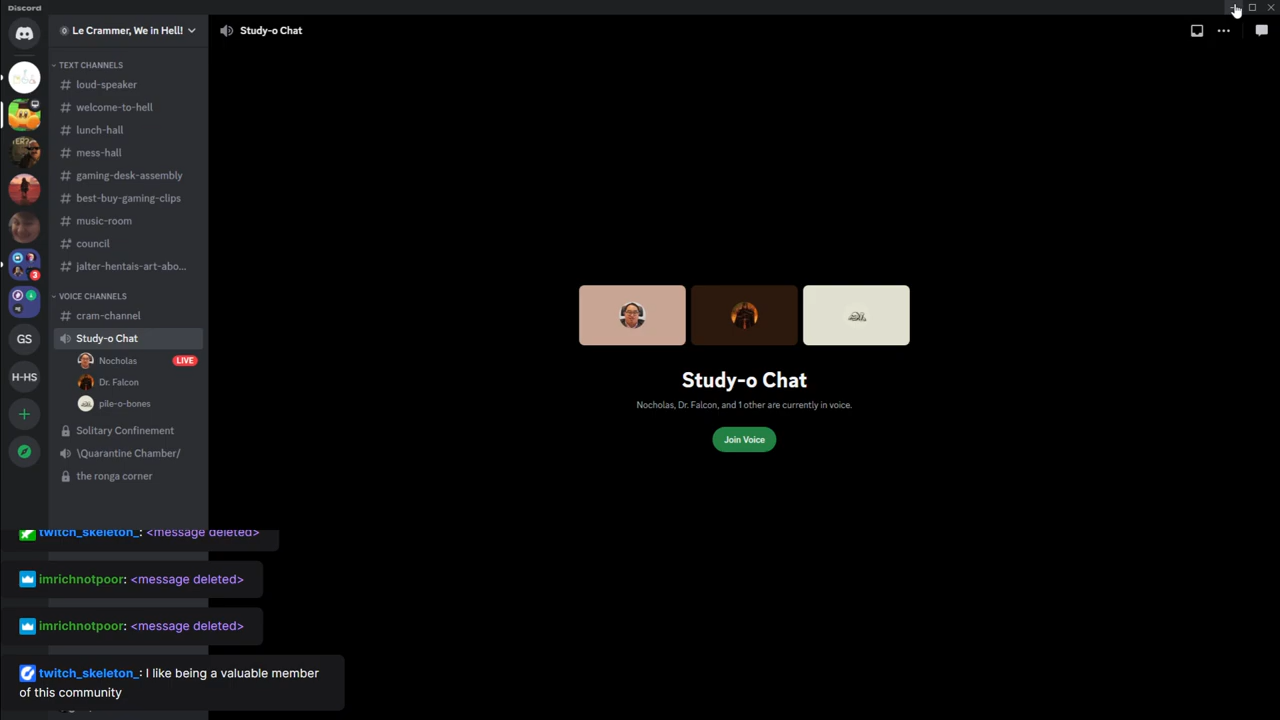 Discord
Le Crammer, We in Hell!
Study-o Chat
TEXT CHANNELS
loud-speaker
welcome-to-hell
lunch-hall
mess-hall
gaming-desk-assembly
best-buy-gaming-clips
music-room
council
jalter-hentais-art-abo...
3
VOICE CHANNELS
cram-channel
Study-o Chat
GS
Nocholas LIVE
H-HS
Dr. Falcon
pile-o-bones
Solitary Confinement
\Quarantine Chamber/
the ronga corner
Study-o Chat
Nocholas, Dr. Falcon, and 1 other are currently in voice.
Join Voice
twitch_skeleton_: <message deleted>
imrichnotpoor: <message deleted>
imrichnotpoor: <message deleted>
twitch_skeleton_: I like being a valuable member
of this community